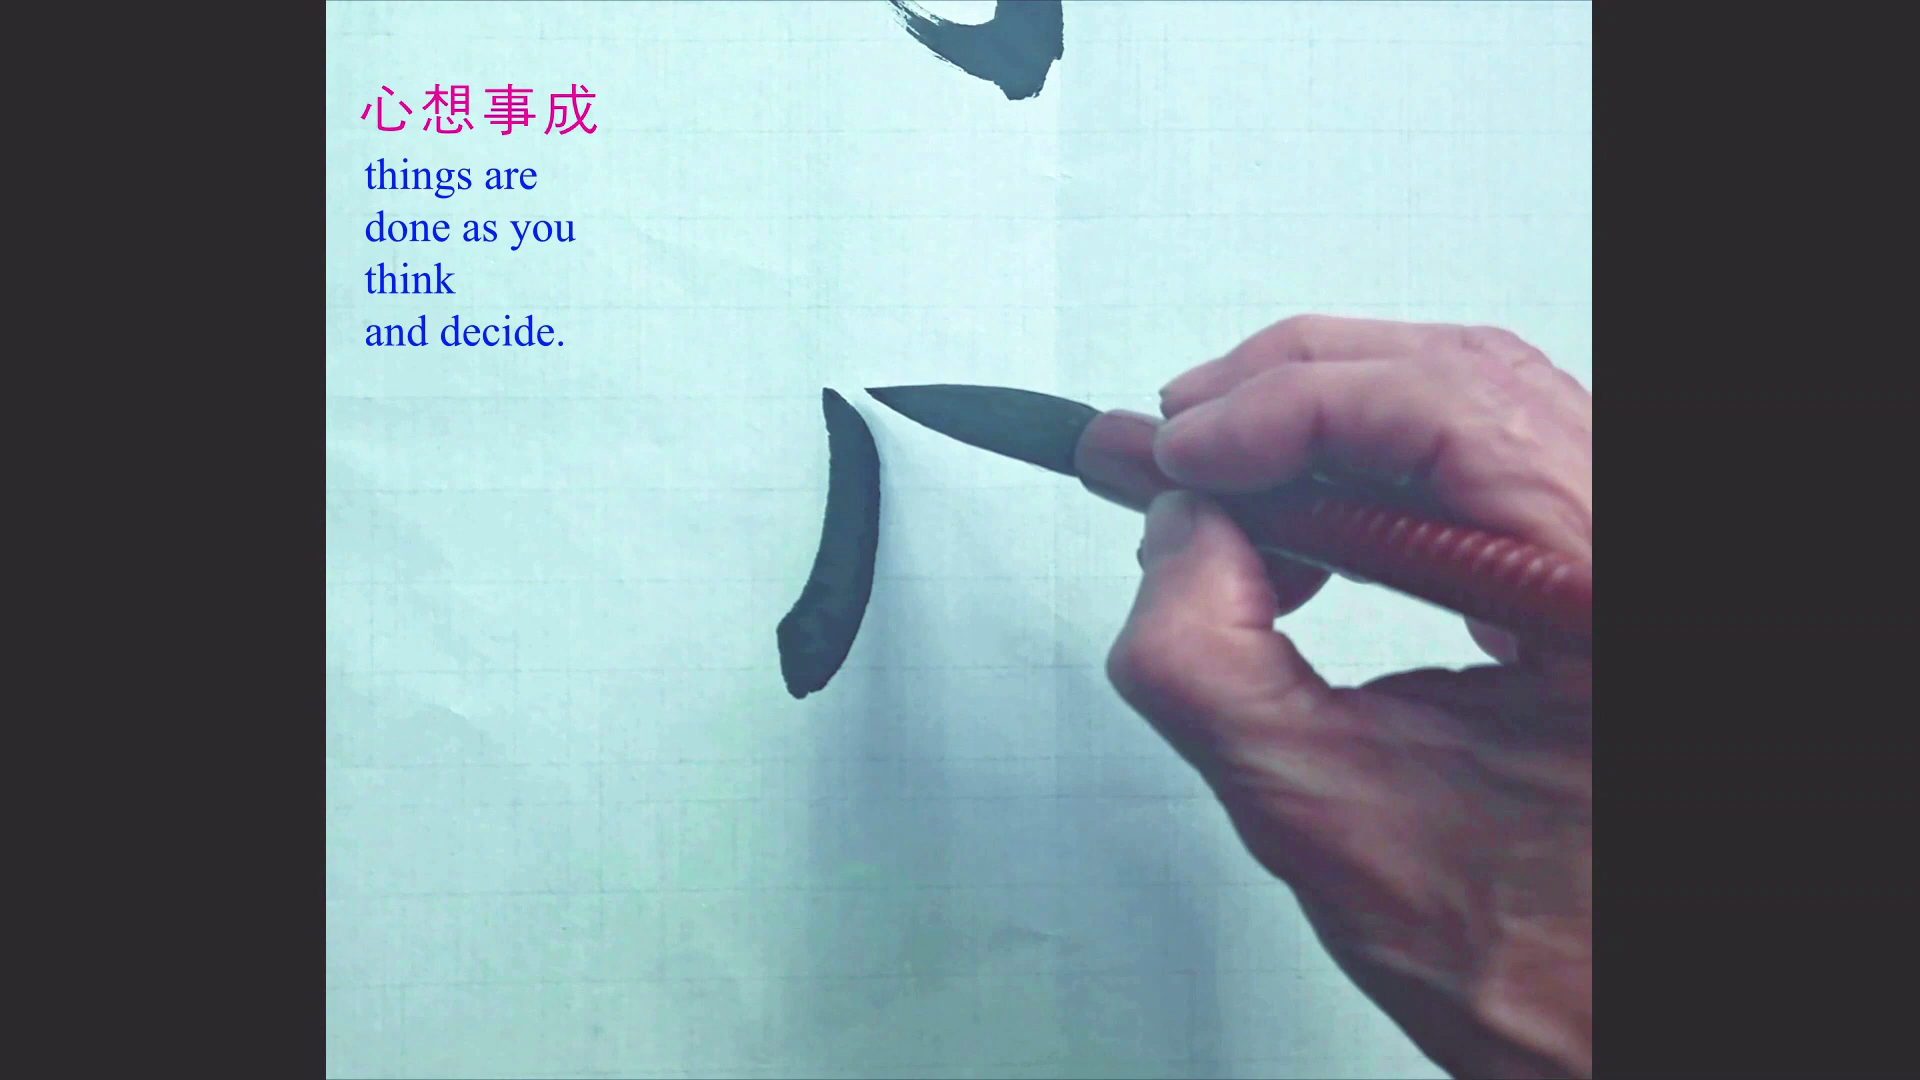 心想事成
things are
done as you
think
and decide.